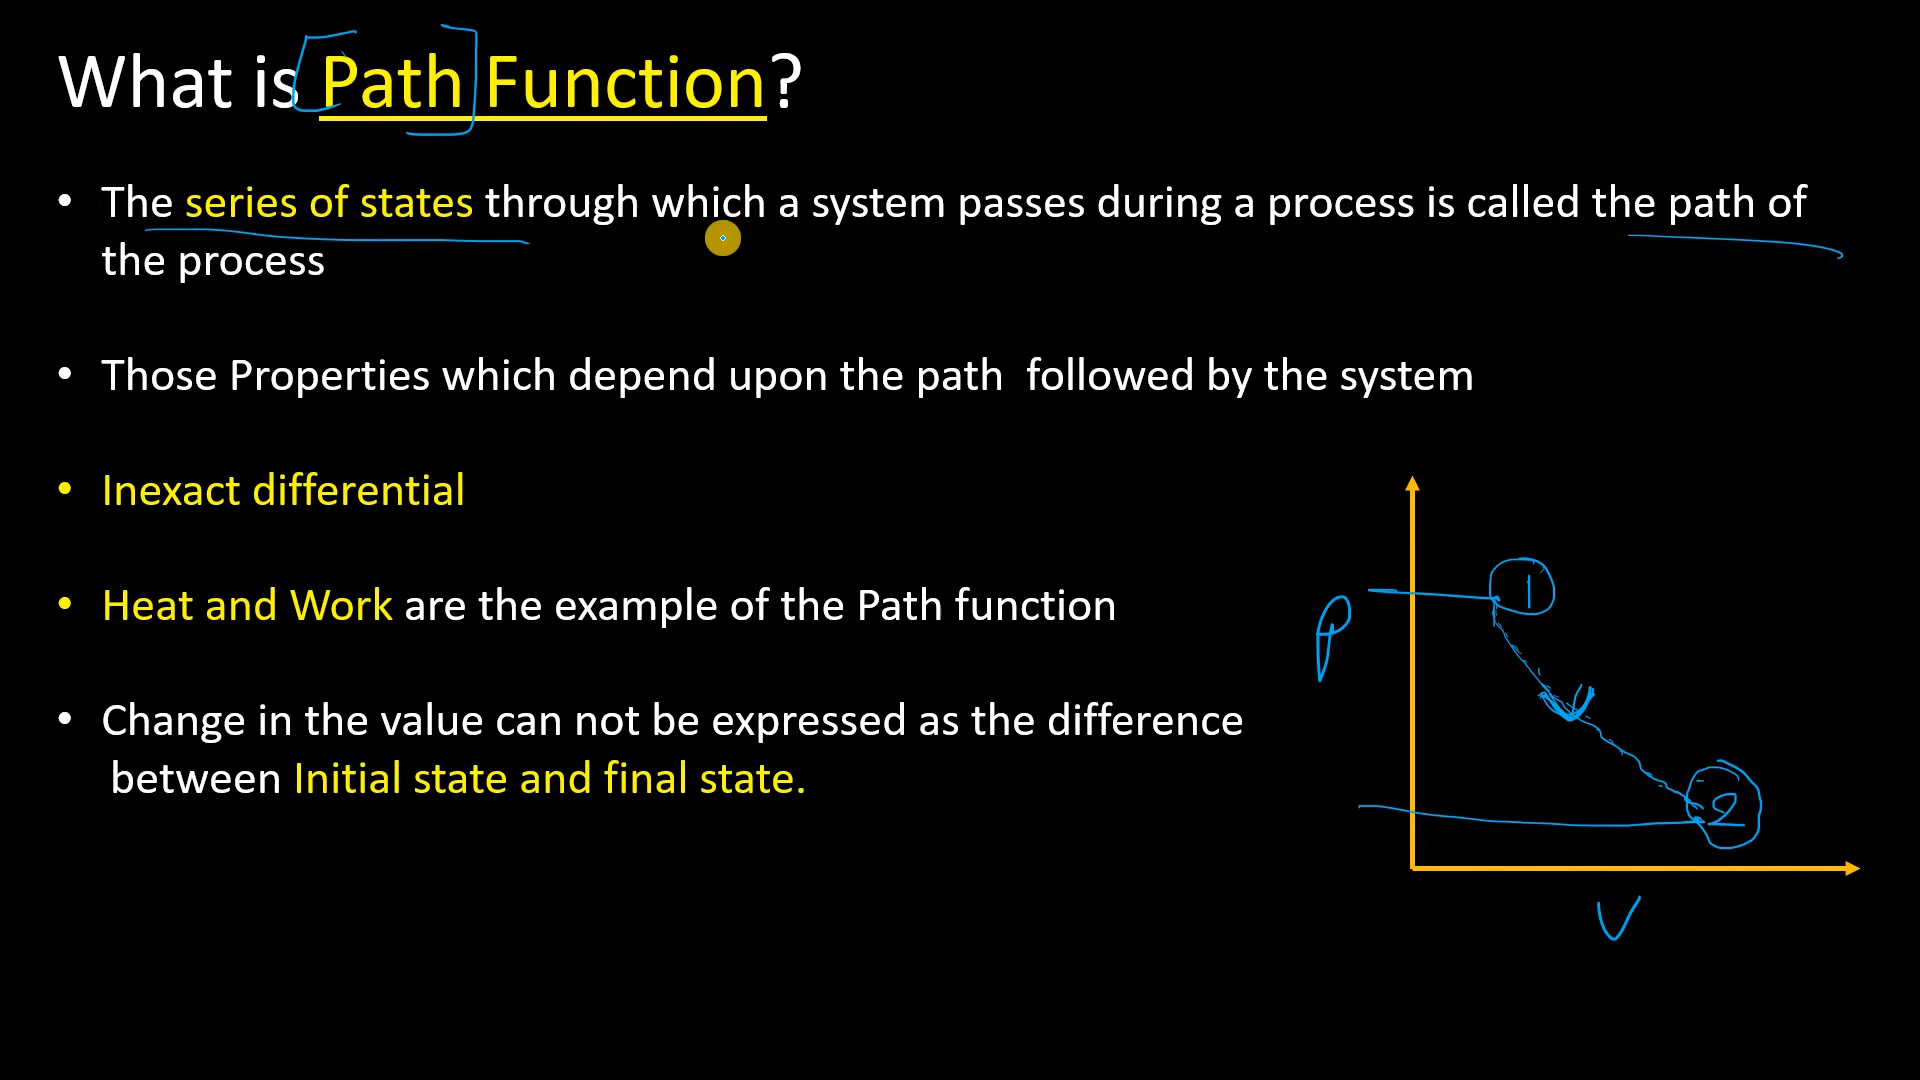 What is Path Function?
• The series of states through which a system passes during a process is called the path of
the process
• Those Properties which depend upon the path  followed by the system
• Inexact differential
• Heat and Work are the example of the Path function
• Change in the value can not be expressed as the difference
between Initial state and final state.
1
P
2
V